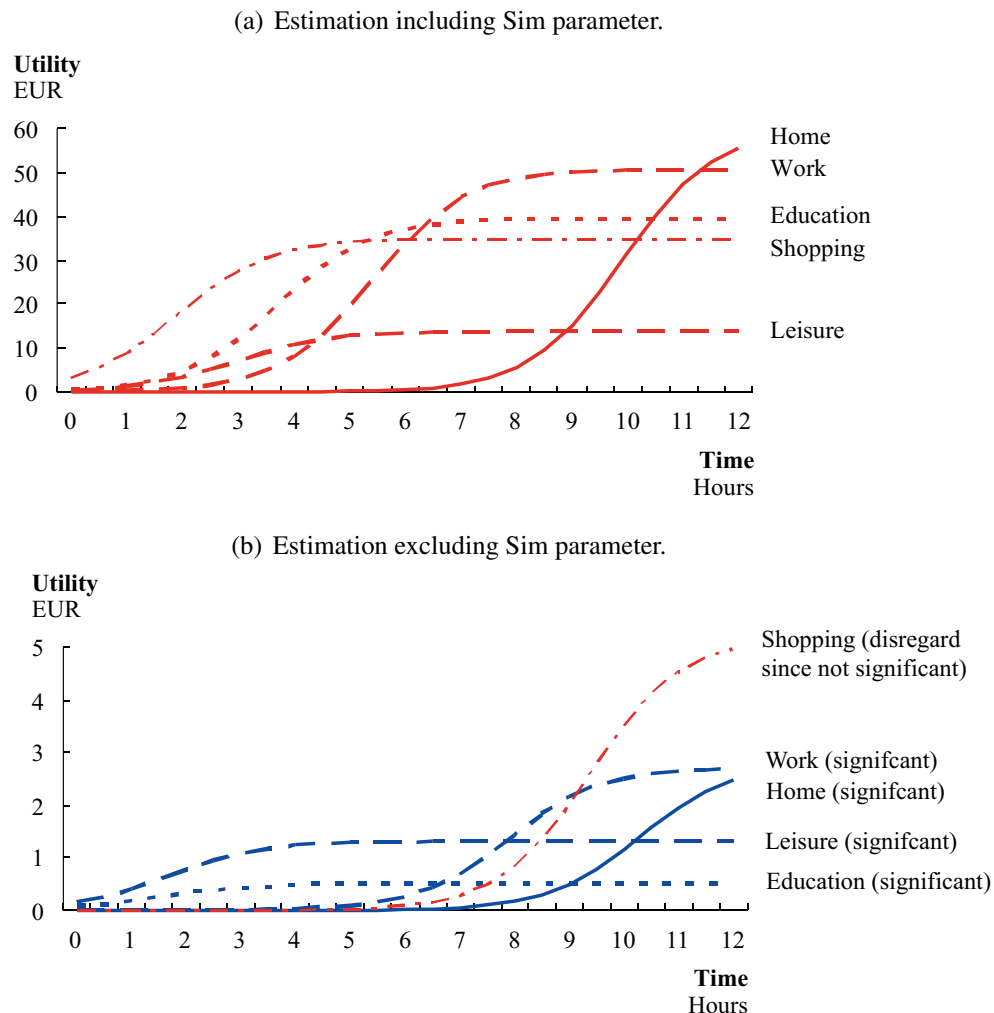 (a) Estimation including Sim parameter.
Utility
EUR
60
50
40
30
20
10
0
Home
Work
Education
Shopping
Leisure
0 1 2 3 4 5 6 7 8 9 10 11 12
Time
Hours
(b) Estimation excluding Sim parameter.
Utility
EUR
5
4
3
2
1
0
Shopping (disregard
since not significant)
Work (signifcant)
Home (signifcant)
Leisure (signifcant)
Education (significant)
0 1 2 3 4 5 6 7 8 9 10 11 12
Time
Hours